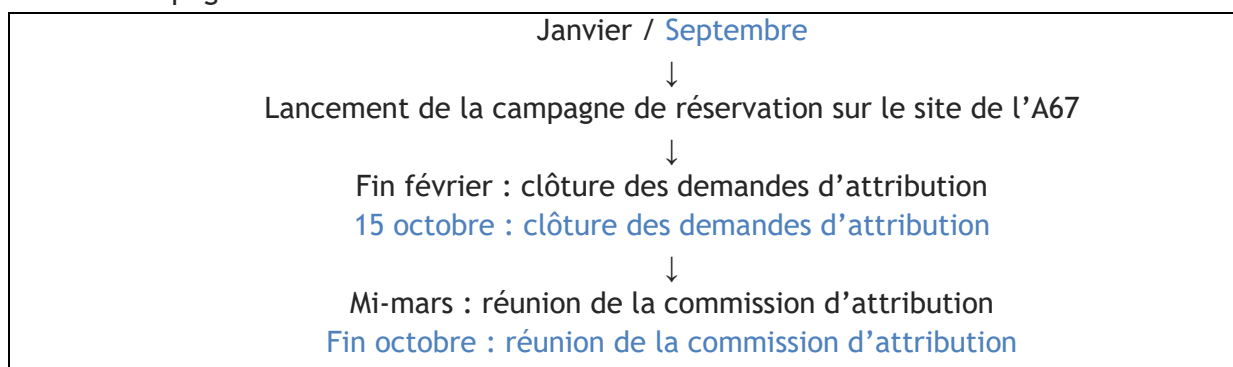 Janvier / Septembre
↓
Lancement de la campagne de réservation sur le site de l’A67
↓
Fin février : clôture des demandes d’attribution
15 octobre : clôture des demandes d’attribution
↓
Mi-mars : réunion de la commission d’attribution
Fin octobre : réunion de la commission d’attribution